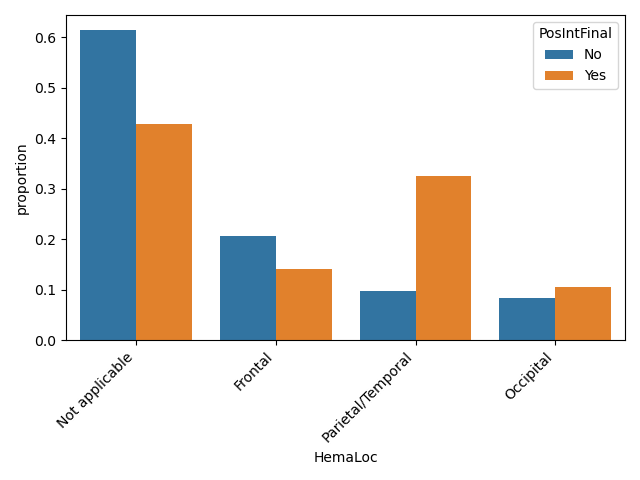 PosIntFinal
No
Yes
0.6
0.5
0.4
0.3
0.2
0.1
0.0
proportion
Not applicable
Frontal
Parietal/Temporal
Occipital
HemaLoc